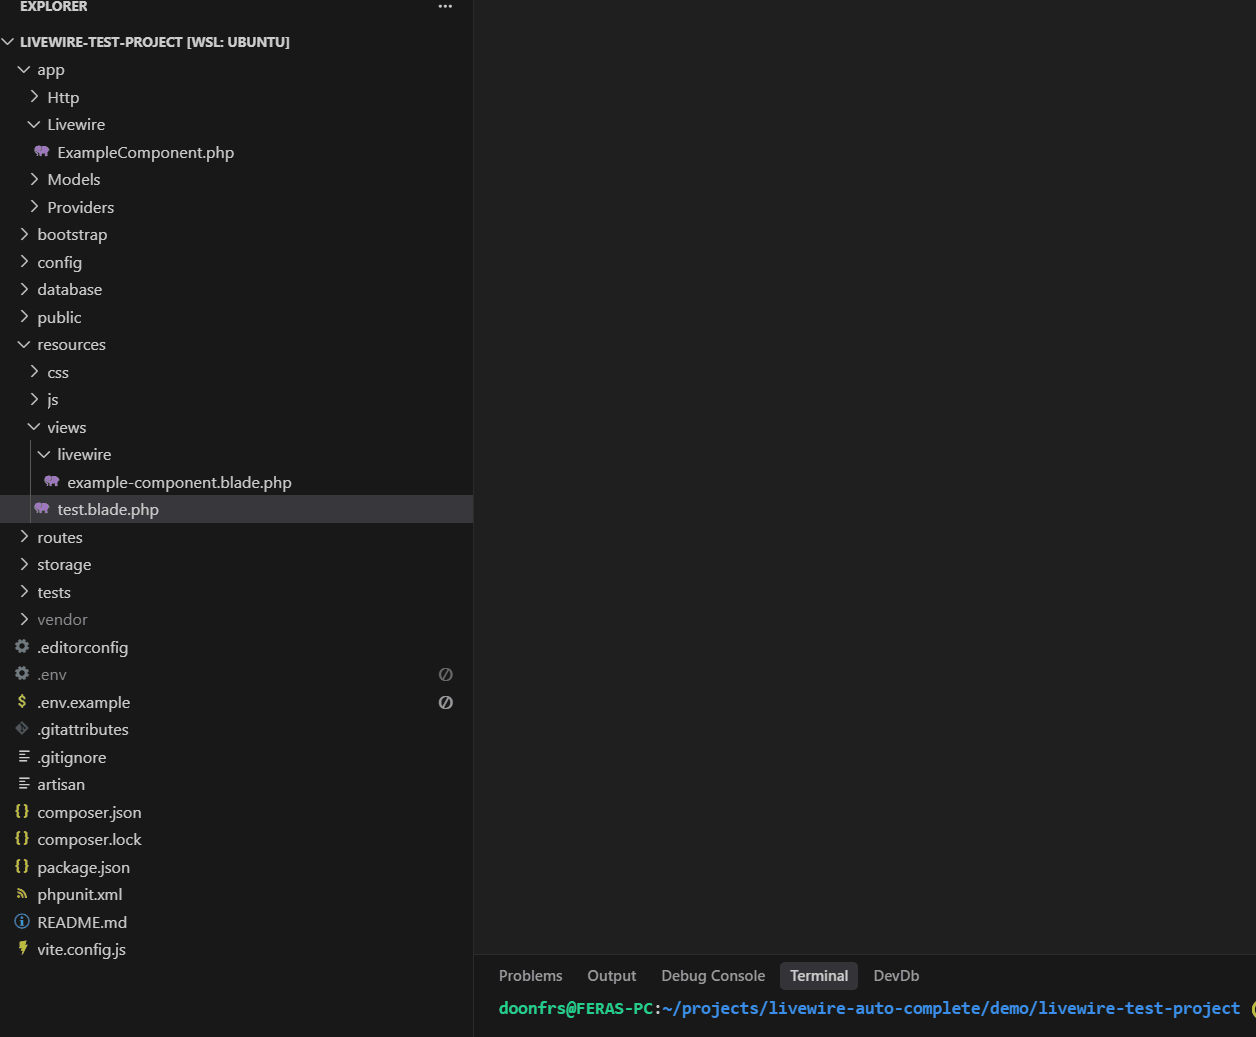 EXPLORER
LIVEWIRE-TEST-PROJECT [WSL: UBUNTU]
app
Http
Livewire
ExampleComponent.php
Models
Providers
bootstrap
config
database
public
resources
css
js
views
livewire
example-component.blade.php
test.blade.php
routes
storage
tests
vendor
.editorconfig
.env
.env.example
.gitattributes
.gitignore
artisan
composer.json
composer.lock
package.json
phpunit.xml
README.md
vite.config.js
Problems Output Debug Console Terminal DevDb
doonfrs@FERAS-PC:~/projects/livewire-auto-complete/demo/livewire-test-project (